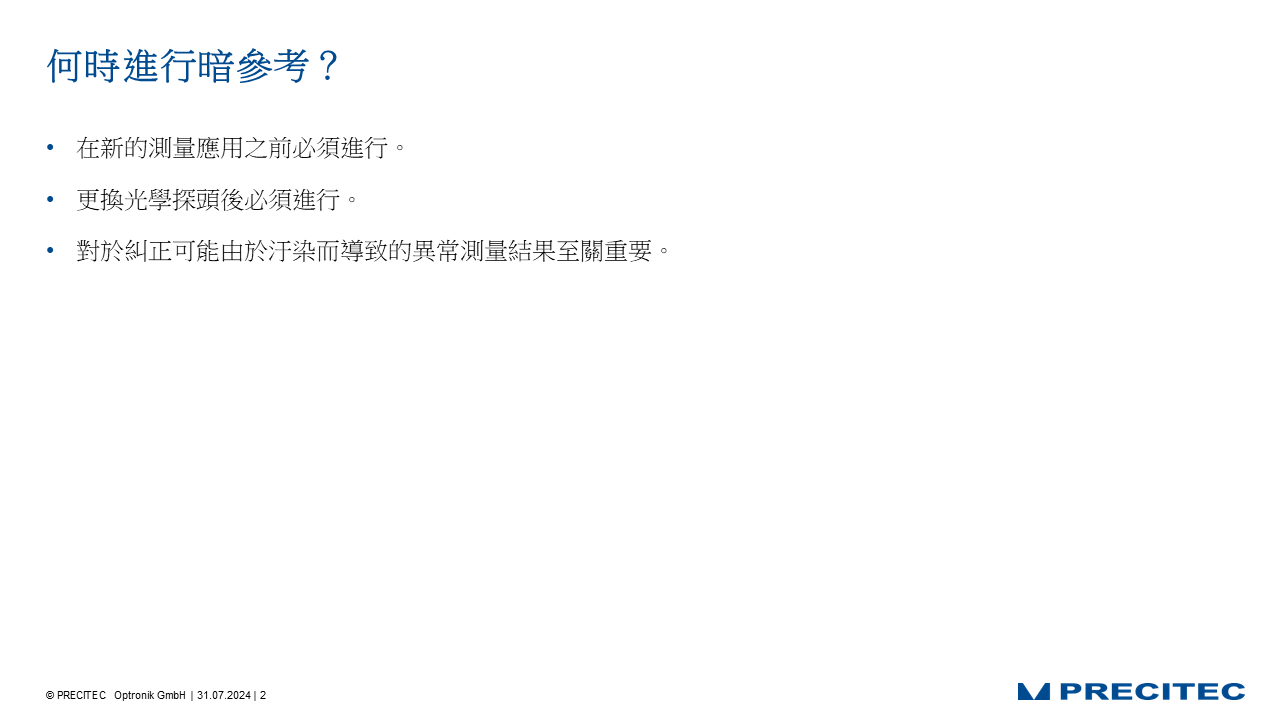 何時進行暗參考？
• 在新的測量應用之前必須進行。
• 更換光學探頭後必須進行。
• 對於糾正可能由於汙染而導致的異常測量結果至關重要。
© PRECITEC Optronik GmbH | 31.07.2024 | 2
PRECITEC